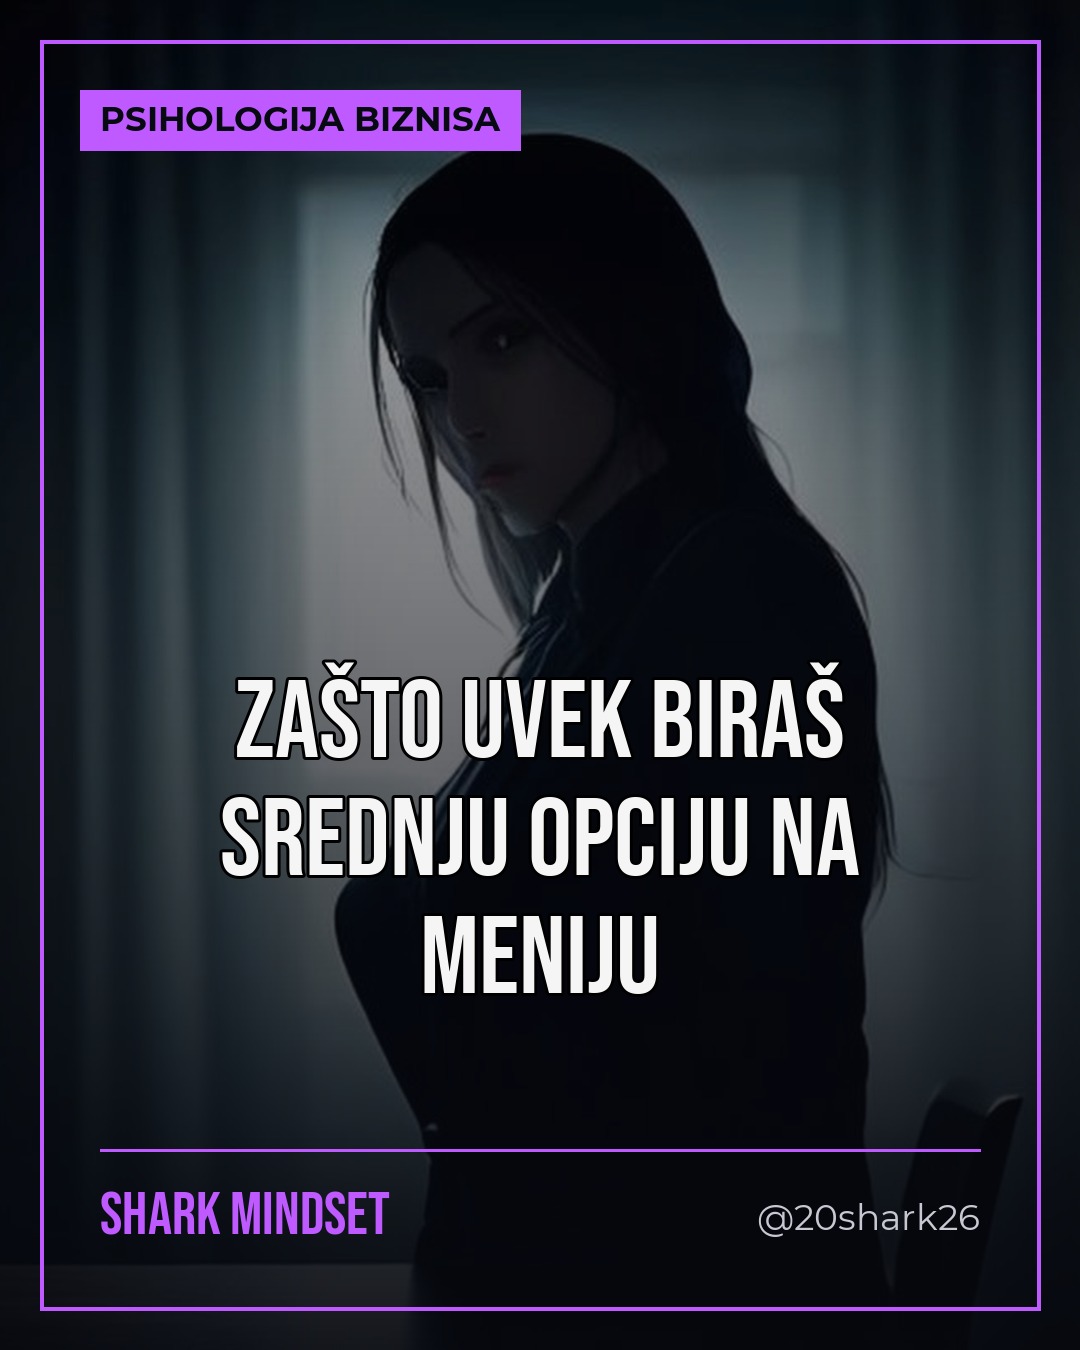 PSIHOLOGIJA BIZNISA
ZAŠTO UVEK BIRAŠ
SREDNJU OPCIJU NA
MENIJU
SHARK MINDSET
@20shark26